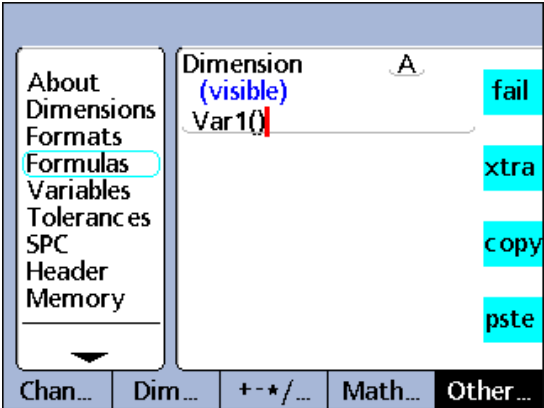 About
Dimensions
Formats
Formulas
Variables
Tolerances
SPC
Header
Memory
Dimension A
(visible)
Var1()
fail
xtra
copy
pste
Chan...
Dim...
+-*/...
Math...
Other...